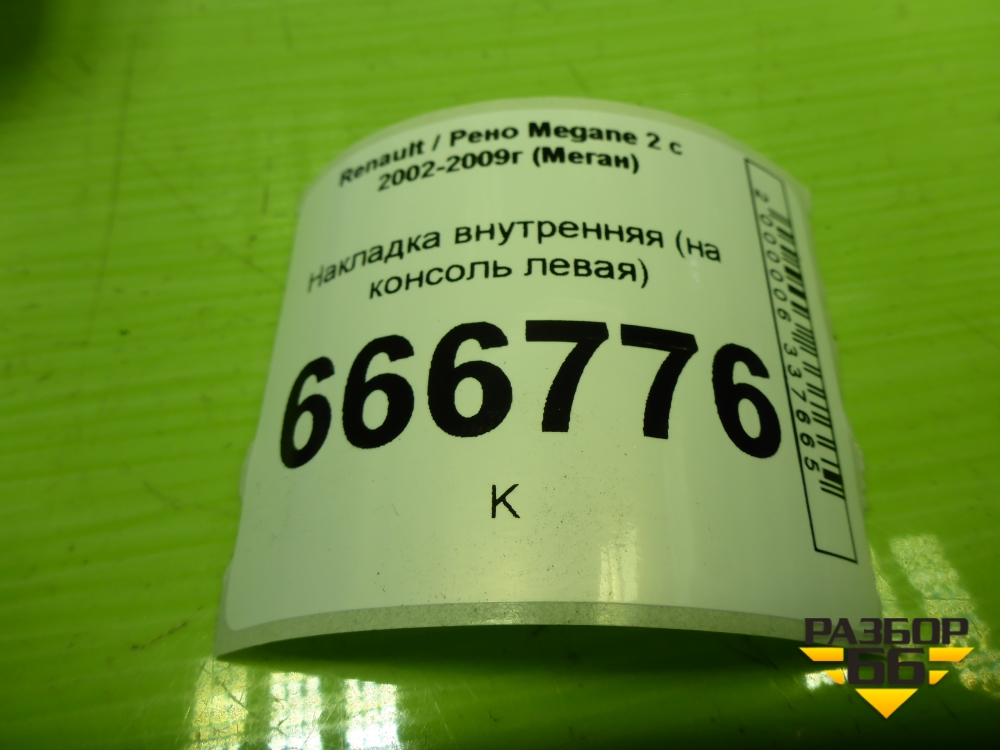 Renault / Рено Megane 2 с
2002-2009г (Меган)
Накладка внутренняя (на
консоль левая)
666776
К
2000006337665
РАЗБОР
66